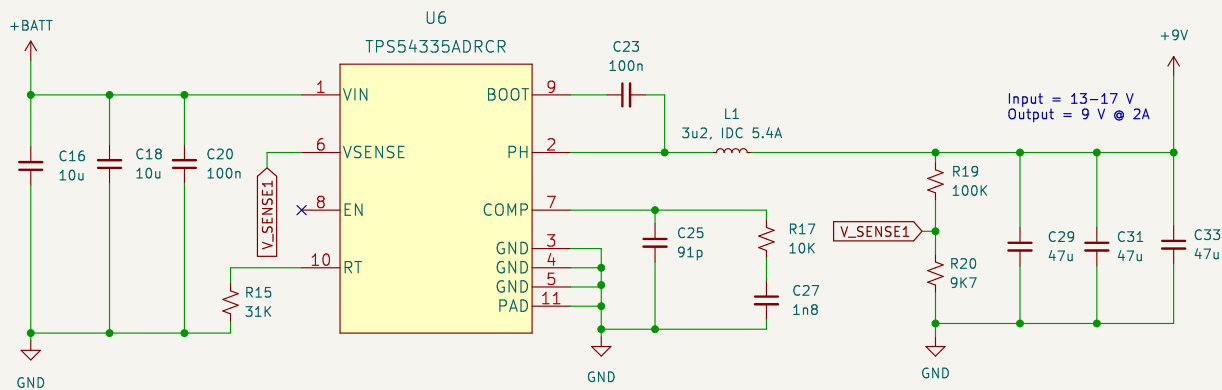 +BATT
U6
TPS54335ADRCR
C23
100n
+9V
1
VIN
BOOT
9
Input = 13-17 V
Output = 9 V @ 2A
L1
3u2, IDC 5.4A
C16
10u
C18
10u
C20
100n
6
VSENSE
PH
2
R19
100K
V_SENSE1
8
EN
COMP
7
C25
91p
R17
10K
V_SENSE1
C29
47u
C31
47u
C33
47u
GND
3
10
RT
GND
4
GND
5
PAD
11
R20
9K7
R15
31K
C27
1n8
GND
GND
GND